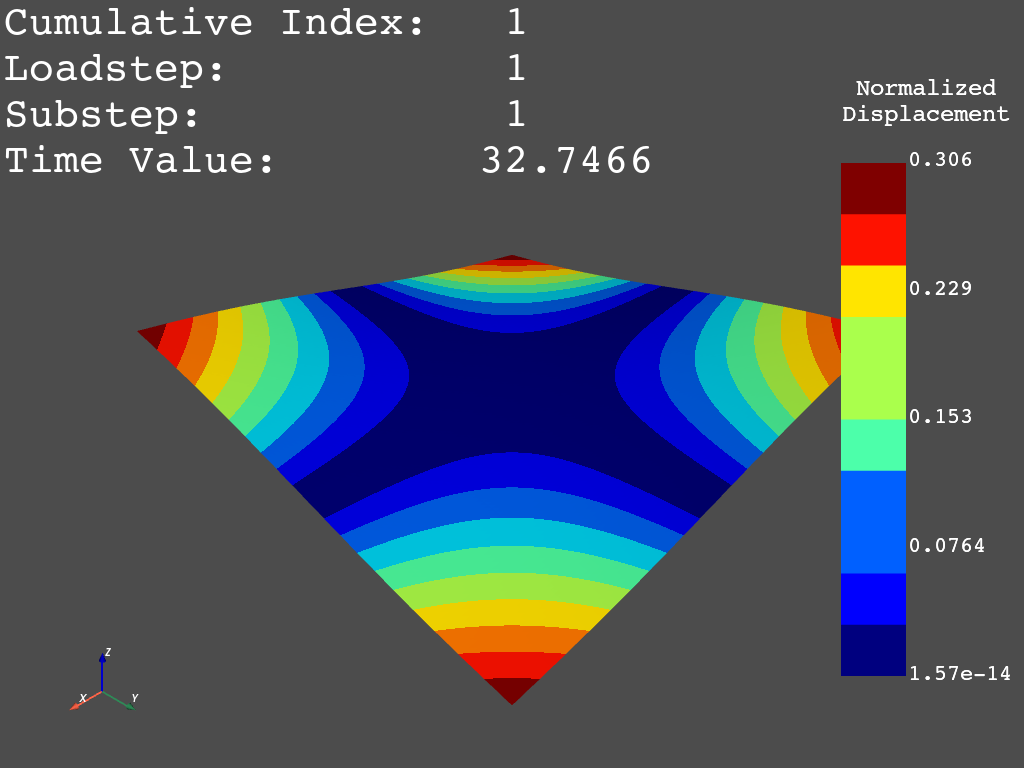 Cumulative Index: 1
Loadstep: 1
Substep: 1
Time Value: 32.7466
Normalized
Displacement
0.306
0.229
0.153
0.0764
1.57e-14
Z
X
Y